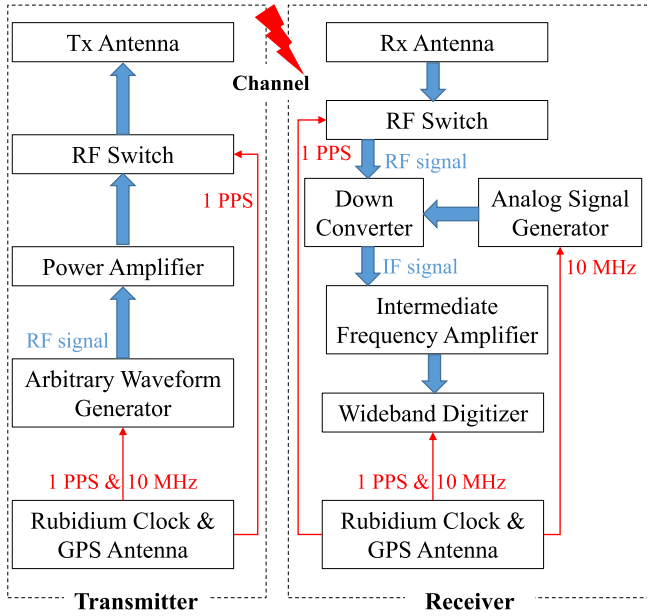 Tx Antenna
RF Switch
1 PPS
Power Amplifier
RF signal
Arbitrary Waveform
Generator
1 PPS & 10 MHz
Rubidium Clock &
GPS Antenna
Transmitter
Channel
Rx Antenna
RF Switch
1 PPS
RF signal
Down
Converter
Analog Signal
Generator
IF signal
10 MHz
Intermediate
Frequency Amplifier
Wideband Digitizer
1 PPS & 10 MHz
Rubidium Clock &
GPS Antenna
Receiver